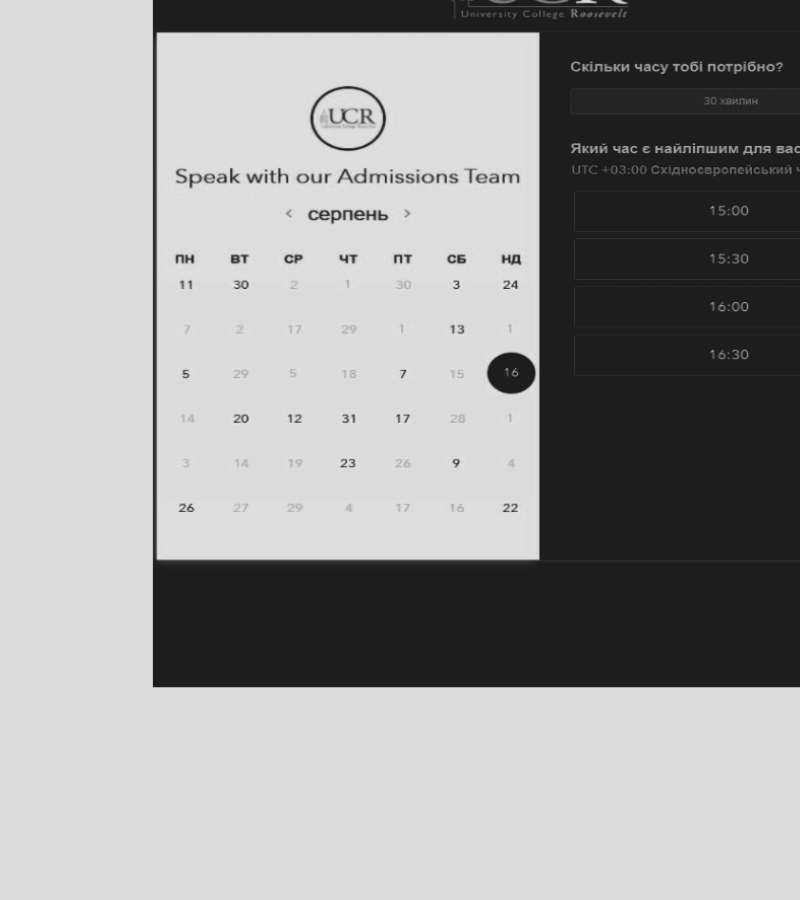 University College Roosevelt
UCR
Speak with our Admissions Team
< серпень >
ПН ВТ СР ЧТ ПТ СБ НД
11 30 2 1 30 3 24
7 2 17 29 1 13 1
5 29 5 18 7 15 16
14 20 12 31 17 28 1
3 14 19 23 26 9 4
26 27 29 4 17 16 22
Скільки часу тобі потрібно?
30 хвилин
Який час є найліпшим для вас
UTC +03:00 Східноєвропейський ч
15:00
15:30
16:00
16:30